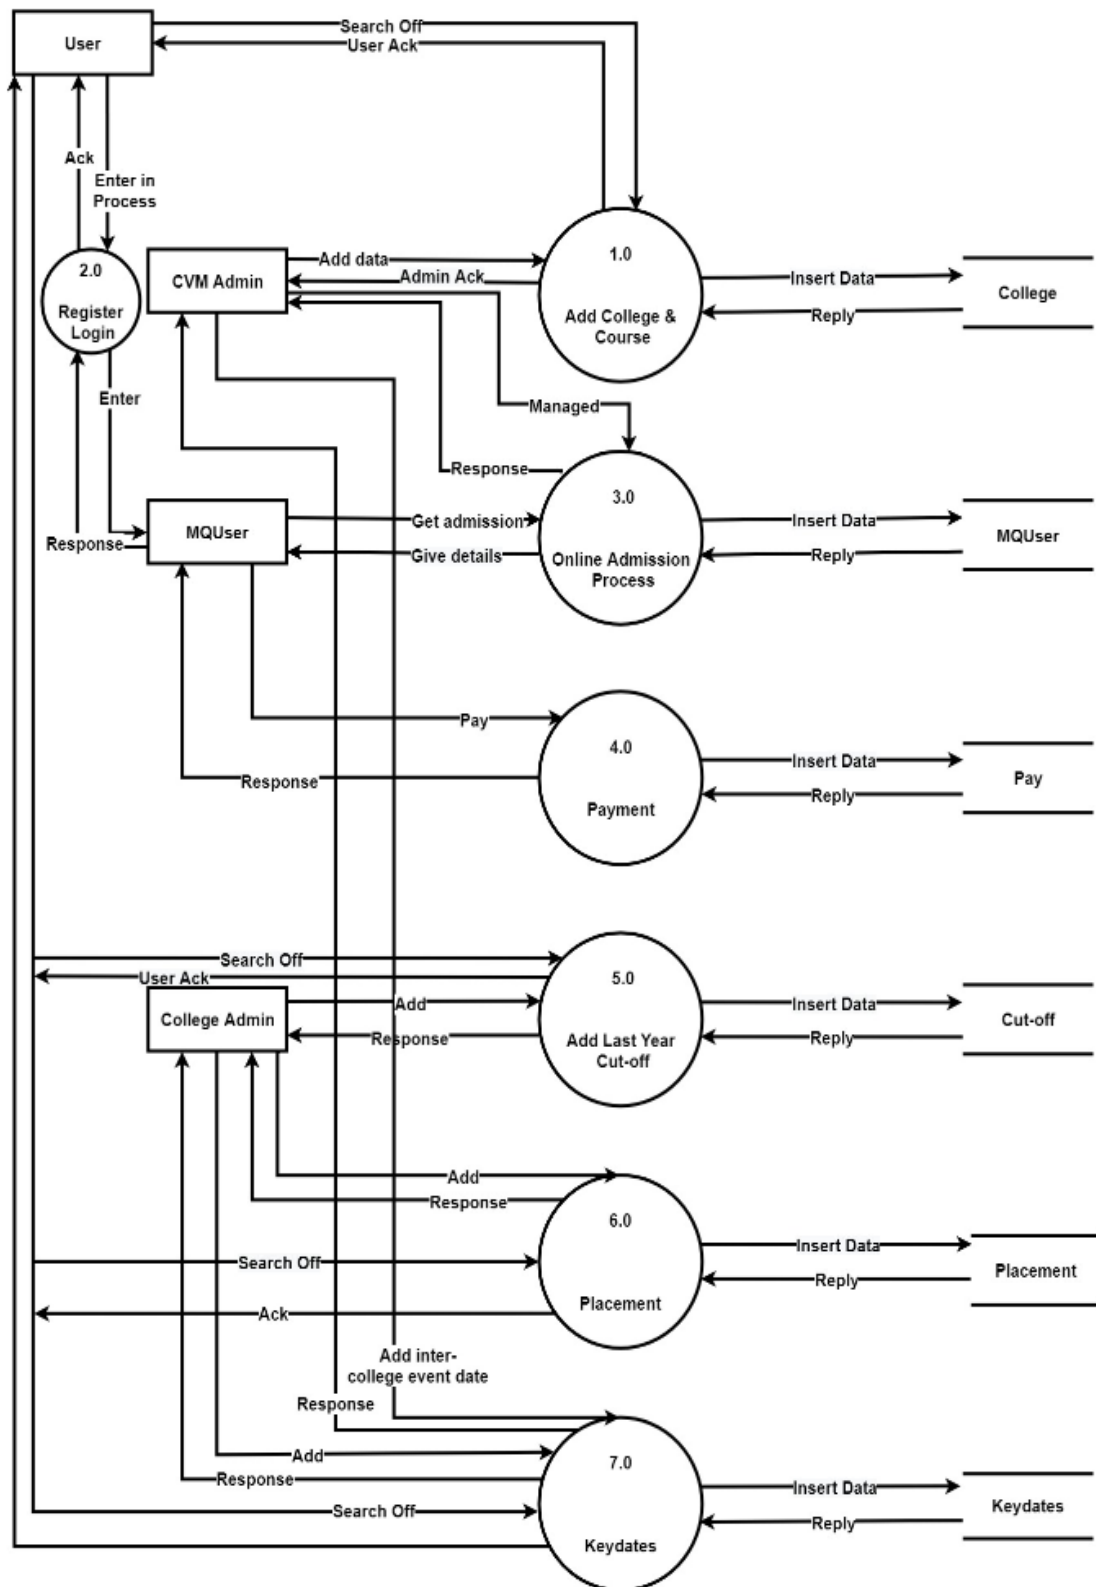 Search Off
User
User Ack
Ack
Enter in
Process
1.0
2.0
Register
Login
CVM Admin
Add data
Admin Ack
Add College &
Course
Insert Data
Reply
College
Enter
Managed
Response
3.0
Get admission
Give details
Online Admission
Process
Insert Data
Reply
MQUser
MQUser
Response
Pay
4.0
Response
Payment
Insert Data
Reply
Pay
Search Off
User Ack
5.0
College Admin
Add
Response
Add Last Year
Cut-off
Insert Data
Reply
Cut-off
Add
Response
6.0
Search Off
Ack
Placement
Insert Data
Reply
Placement
Add inter-
college event date
Response
Add
Response
7.0
Search Off
Keydates
Insert Data
Reply
Keydates